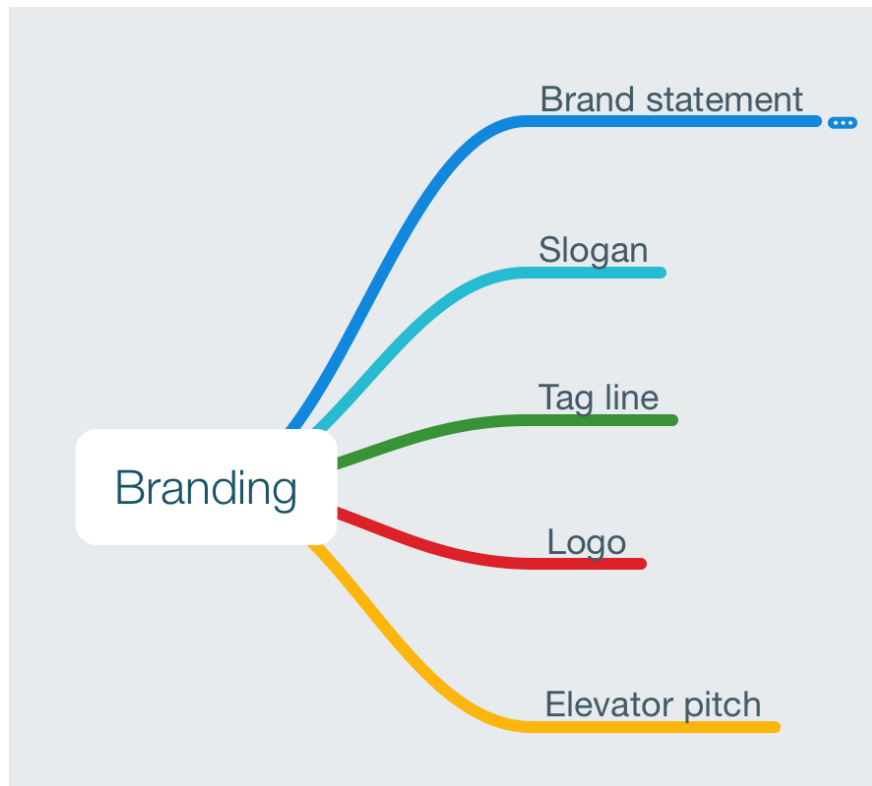 Brand statement
Slogan
Tag line
Branding
Logo
Elevator pitch